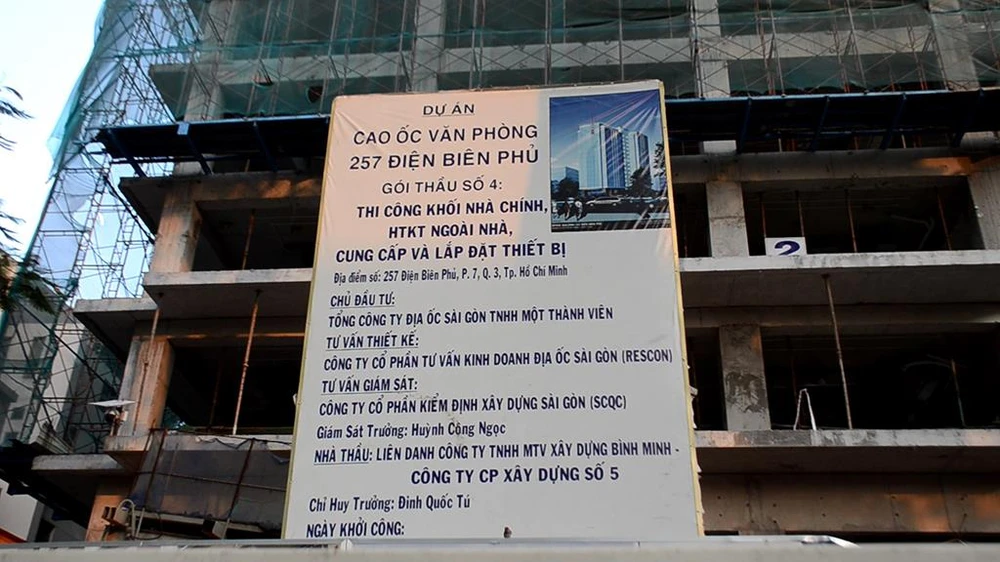 DỰ ÁN
CAO ỐC VĂN PHÒNG
257 ĐIỆN BIÊN PHỦ
GÓI THẦU SỐ 4:
THI CÔNG KHỐI NHÀ CHÍNH,
HTKT NGOÀI NHÀ,
CUNG CẤP VÀ LẮP ĐẶT THIẾT BỊ
Địa điểm số: 257 Điện Biên Phủ, P. 7, Q. 3, Tp. Hồ Chí Minh
CHỦ ĐẦU TƯ:
TỔNG CÔNG TY ĐỊA ỐC SÀI GÒN TNHH MỘT THÀNH VIÊN
TƯ VẤN THIẾT KẾ:
CÔNG TY CỔ PHẦN TƯ VẤN KINH DOANH ĐỊA ỐC SÀI GÒN (RESCON)
TƯ VẤN GIÁM SÁT:
CÔNG TY CỔ PHẦN KIỂM ĐỊNH XÂY DỰNG SÀI GÒN (SCQC)
Giám Sát Trưởng: Huỳnh Công Ngọc
NHÀ THẦU: LIÊN DANH CÔNG TY TNHH MTV XÂY DỰNG BÌNH MINH -
CÔNG TY CP XÂY DỰNG SỐ 5
Chỉ Huy Trưởng: Đinh Quốc Tú
NGÀY KHỞI CÔNG:
2